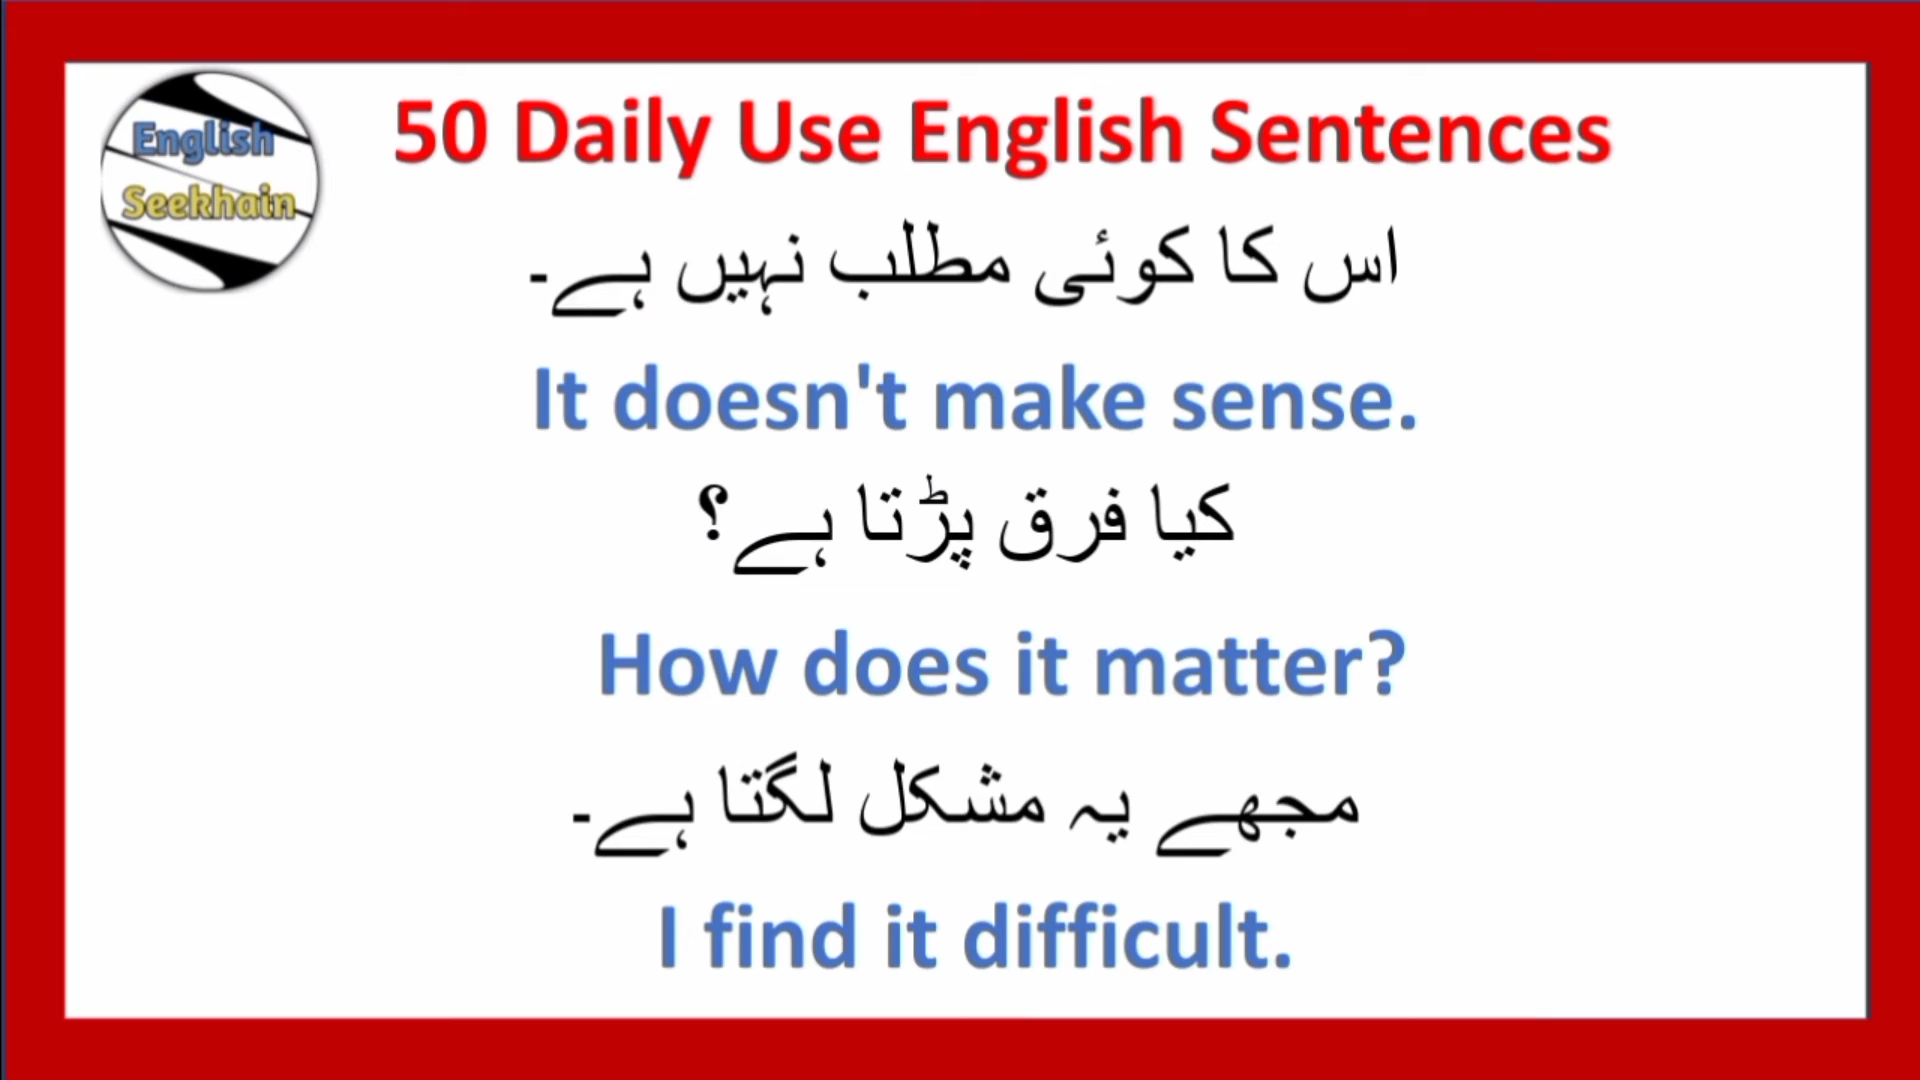 English
Seekhain
50 Daily Use English Sentences
اس کا کوئی مطلب نہیں ہے۔
It doesn't make sense.
کیا فرق پڑتا ہے؟
How does it matter?
مجھے یہ مشکل لگتا ہے۔
I find it difficult.